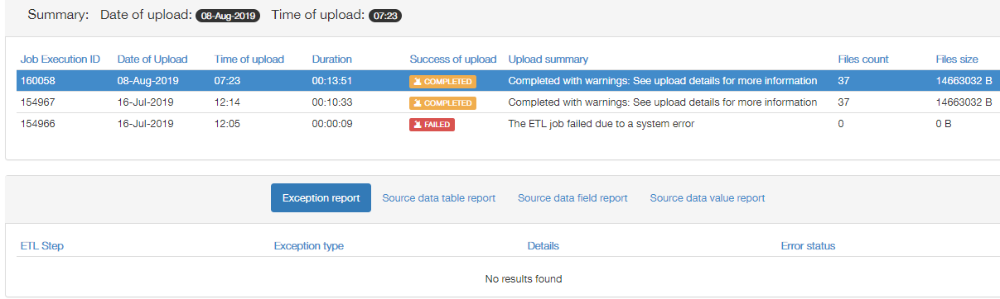 Summary: Date of upload: 08-Aug-2019 Time of upload: 07:23
Job Execution ID Date of Upload Time of upload Duration Success of upload Upload summary Files count Files size
160058 08-Aug-2019 07:23 00:13:51 COMPLETED Completed with warnings: See upload details for more information 37 14663032 B
154967 16-Jul-2019 12:14 00:10:33 COMPLETED Completed with warnings: See upload details for more information 37 14663032 B
154966 16-Jul-2019 12:05 00:00:09 FAILED The ETL job failed due to a system error 0 0 B
Exception report Source data table report Source data field report Source data value report
ETL Step Exception type Details Error status
No results found